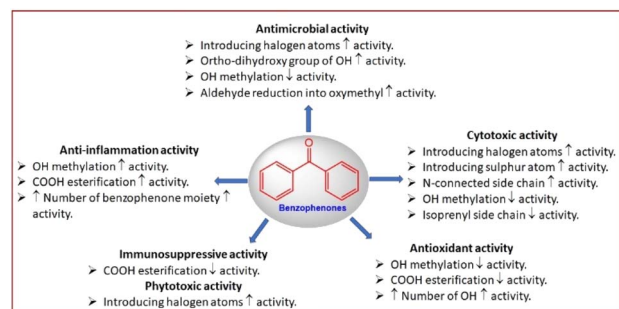 Antimicrobial activity
➢ Introducing halogen atoms ↑ activity.
➢ Ortho-dihydroxy group of OH ↑ activity.
➢ OH methylation ↓ activity.
➢ Aldehyde reduction into oxymethyl ↑ activity.
Anti-inflammation activity
➢ OH methylation ↑ activity.
➢ COOH esterification ↑ activity.
➢ ↑ Number of benzophenone moiety ↑
activity.
O
Benzophenones
Cytotoxic activity
➢ Introducing halogen atoms ↑ activity.
➢ Introducing sulphur atom ↑ activity.
➢ N-connected side chain ↑ activity.
➢ OH methylation ↓ activity.
➢ Isoprenyl side chain ↓ activity.
Immunosuppressive activity
➢ COOH esterification ↓ activity.
Phytotoxic activity
➢ Introducing halogen atoms ↑ activity.
Antioxidant activity
➢ OH methylation ↓ activity.
➢ COOH esterification ↓ activity.
➢ ↑ Number of OH ↑ activity.